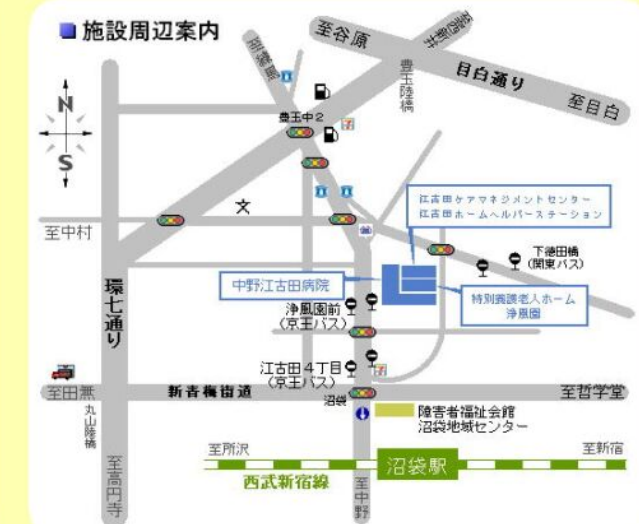 施設周辺案内
至谷原
目白通り
至目白
至練馬
豊玉陸橋
N
S
豊玉中2
文
至中村
江古田ケアマネジメントセンター
江古田ホームヘルパーステーション
下徳田橋
(関東バス)
中野江古田病院
特別養護老人ホーム
浄風園
環七通り
浄風園前
(京王バス)
江古田4丁目
(京王バス)
至田無
新青梅街道
沼袋
至哲学堂
丸山陸橋
障害者福祉会館
沼袋地域センター
至高円寺
至所沢
沼袋駅
至新宿
西武新宿線
至中野